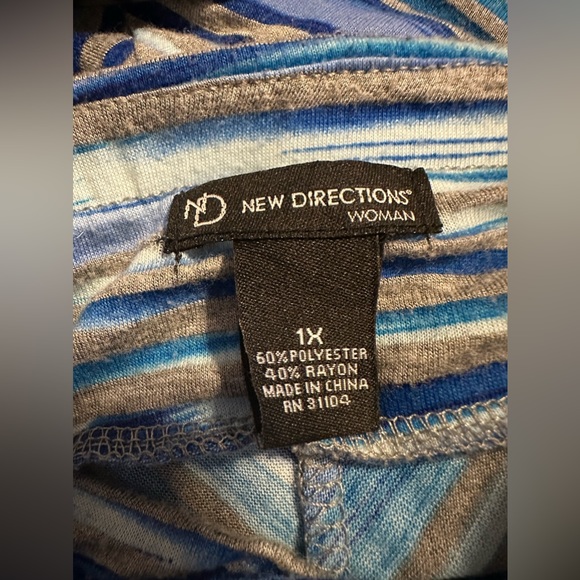 ND NEW DIRECTIONS®
WOMAN
1X
60% POLYESTER
40% RAYON
MADE IN CHINA
RN 31104